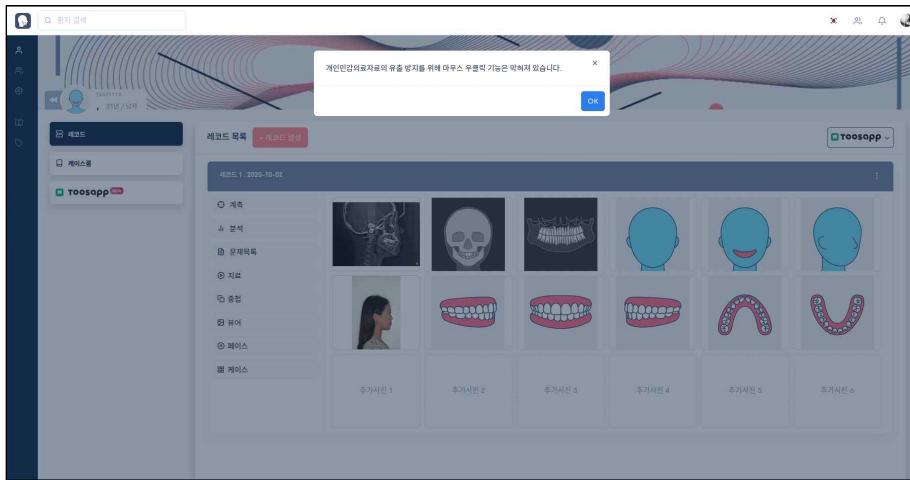 환자 검색
개인민감의료자료의 유출 방지를 위해 마우스 우클릭 기능은 막혀져 있습니다.
×
OK
31년 / 남자
레코드
케이스룸
TOOSAPP
레코드 목록
+ 레코드 생성
TOOSAPP
레코드 1 . 2020-10-02
계측
분석
문제목록
치료
중첩
뷰어
페이스
케이스
추가사진 1
추가사진 2
추가사진 3
추가사진 4
추가사진 5
추가사진 6